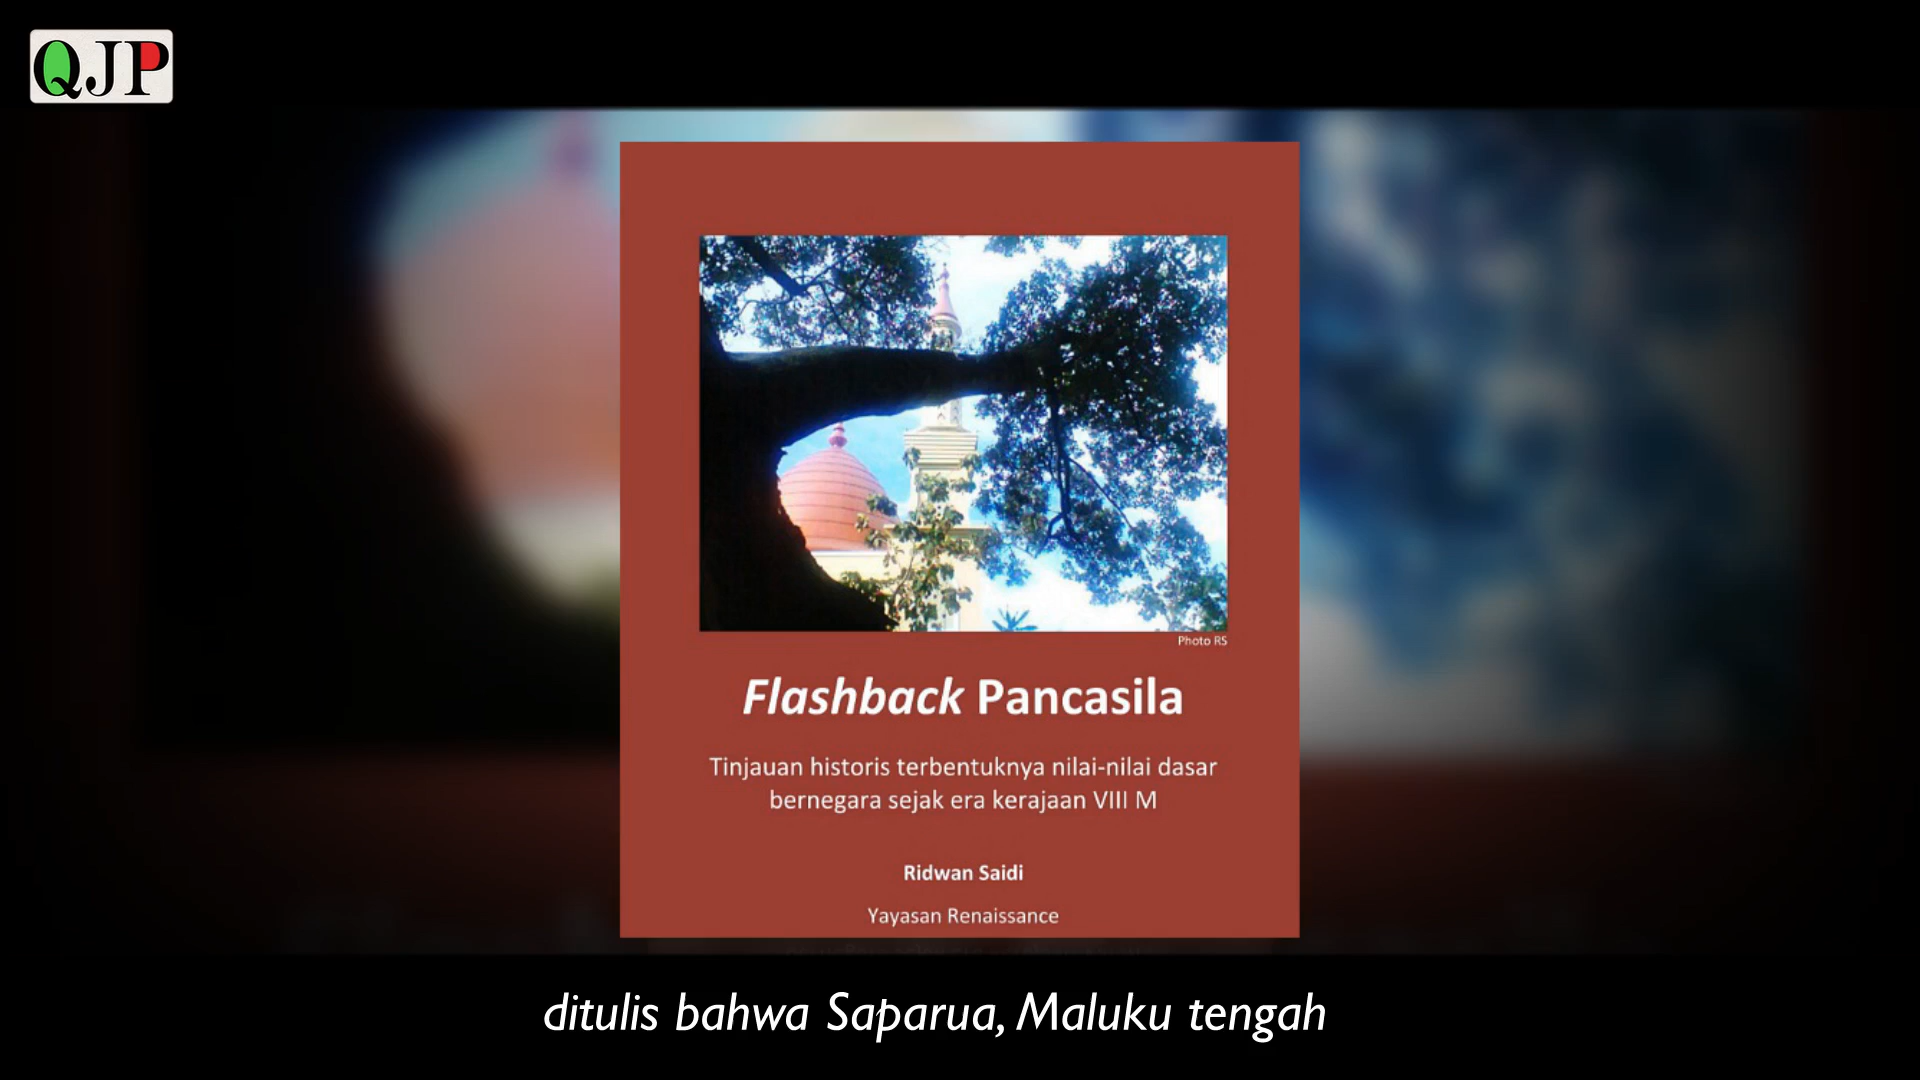 QJP
Photo RS
Flashback Pancasila
Tinjauan historis terbentuknya nilai-nilai dasar
bernegara sejak era kerajaan VIII M
Ridwan Saidi
Yayasan Renaissance
ditulis bahwa Saparua, Maluku tengah